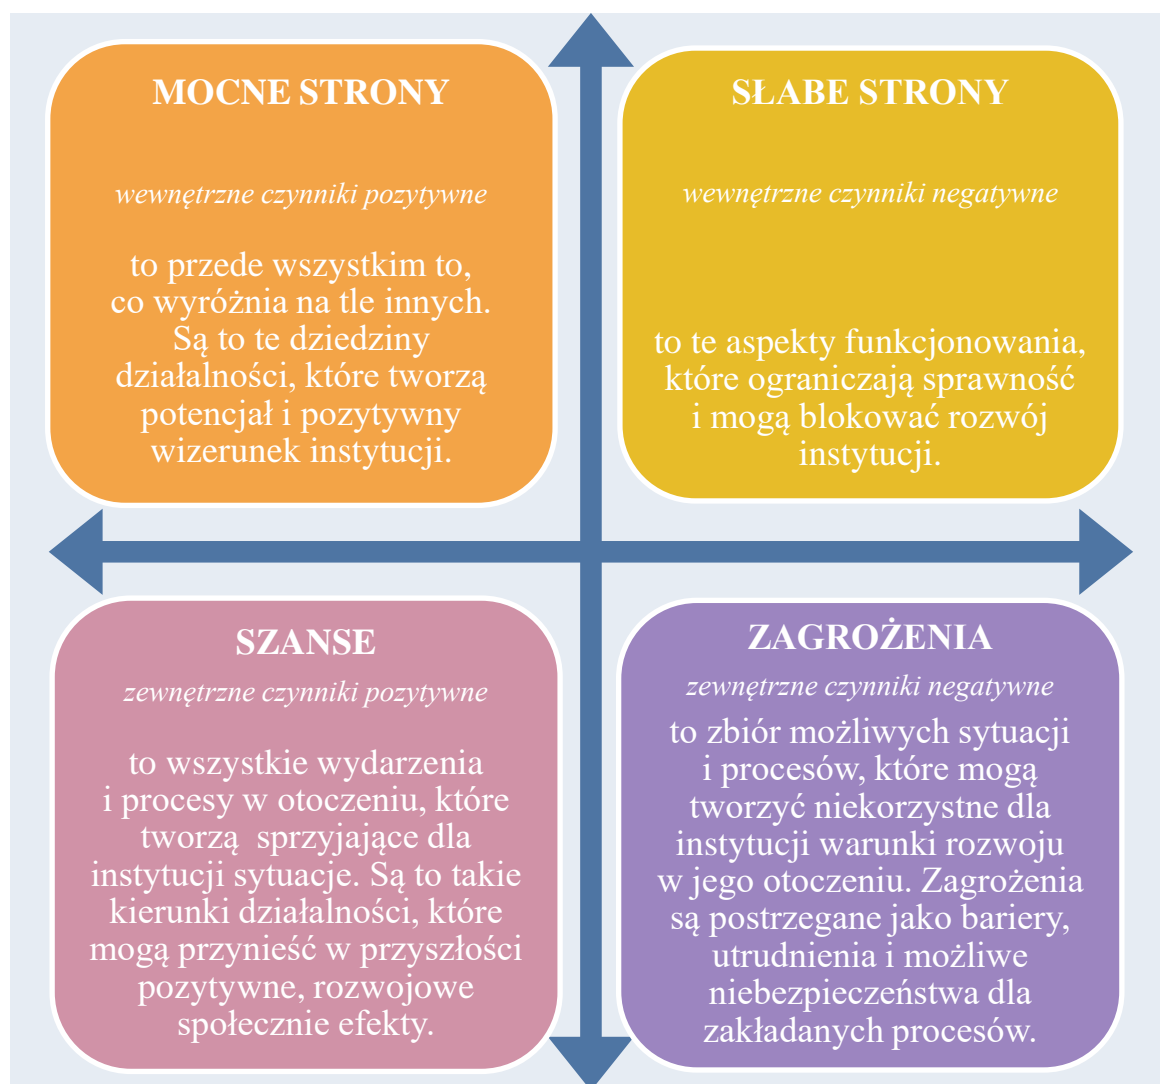 MOCNE STRONY
wewnętrzne czynniki pozytywne
to przede wszystkim to,
co wyróżnia na tle innych.
Są to te dziedziny
działalności, które tworzą
potencjał i pozytywny
wizerunek instytucji.
SŁABE STRONY
wewnętrzne czynniki negatywne
to te aspekty funkcjonowania,
które ograniczają sprawność
i mogą blokować rozwój
instytucji.
SZANSE
zewnętrzne czynniki pozytywne
to wszystkie wydarzenia
i procesy w otoczeniu, które
tworzą  sprzyjające dla
instytucji sytuacje. Są to takie
kierunki działalności, które
mogą przynieść w przyszłości
pozytywne, rozwojowe
społecznie efekty.
ZAGROŻENIA
zewnętrzne czynniki negatywne
to zbiór możliwych sytuacji
i procesów, które mogą
tworzyć niekorzystne dla
instytucji warunki rozwoju
w jego otoczeniu. Zagrożenia
są postrzegane jako bariery,
utrudnienia i możliwe
niebezpieczeństwa dla
zakładanych procesów.